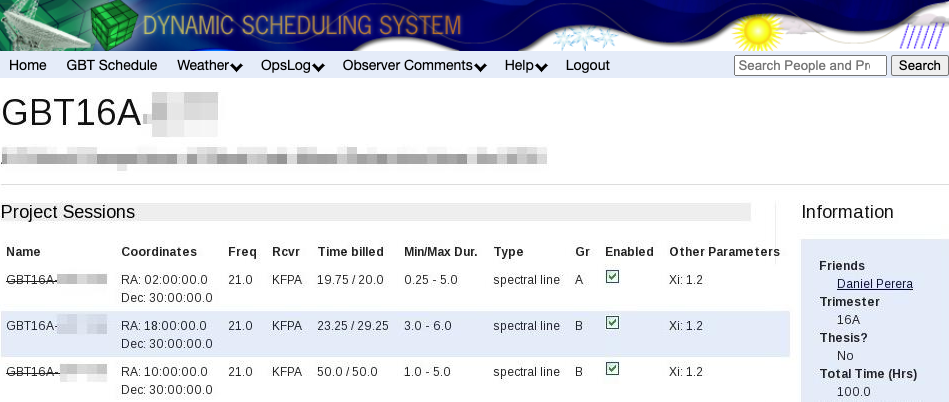 DYNAMIC SCHEDULING SYSTEM
Home GBT Schedule Weather OpsLog Observer Comments Help Logout Search People and Pr Search
GBT16A-
Project Sessions
Information
Name Coordinates Freq Rcvr Time billed Min/Max Dur. Type Gr Enabled Other Parameters
GBT16A- RA: 02:00:00.0 21.0 KFPA 19.75 / 20.0 0.25 - 5.0 spectral line A Xi: 1.2
Dec: 30:00:00.0
GBT16A- RA: 18:00:00.0 21.0 KFPA 23.25 / 29.25 3.0 - 6.0 spectral line B Xi: 1.2
Dec: 30:00:00.0
GBT16A- RA: 10:00:00.0 21.0 KFPA 50.0 / 50.0 1.0 - 5.0 spectral line B Xi: 1.2
Dec: 30:00:00.0
Friends
Daniel Perera
Trimester
16A
Thesis?
No
Total Time (Hrs)
100.0